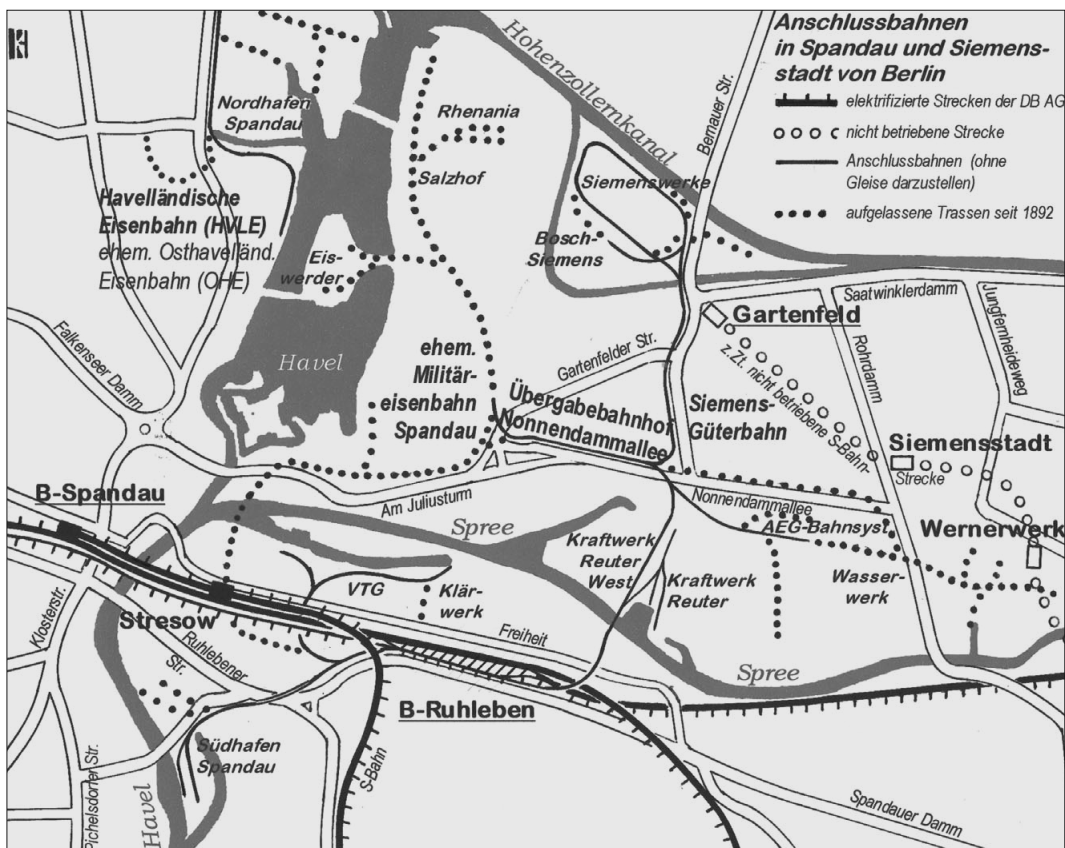 Anschlussbahnen
in Spandau und Siemens-
stadt von Berlin
elektrifizierte Strecken der DB AG
nicht betriebene Strecke
Anschlussbahnen (ohne
Gleise darzustellen)
aufgelassene Trassen seit 1892
Hohenzollernkanal
Bernauer Str.
Nordhafen
Spandau
Rhenania
Salzhof
Siemenswerke
Bosch-
Siemens
Havelländische
Eisenbahn (HVLE)
ehem. Osthavelländ.
Eisenbahn (OHE)
Eis-
werder
Saatwinklerdamm
Jungfernheideweg
Gartenfeld
Rohrdamm
z.Zt. nicht betriebene S-Bahn-
Strecke
Falkenseer Damm
Havel
ehem.
Militär-
eisenbahn
Spandau
Gartenfelder Str.
Übergabebahnhof
Nonnendammallee
Siemens-
Güterbahn
Siemensstadt
B-Spandau
Am Juliusturm
Nonnendammallee
Spree
AEG-Bahnsyst.
Wernerwerk
Kraftwerk
Reuter
West
Kraftwerk
Reuter
Wasser-
werk
VTG
Klär-
werk
Klosterstr.
Stresow
Ruhlebener
Str.
Freiheit
Spree
B-Ruhleben
Südhafen
Spandau
S-Bahn
Pichelsdorfer Str.
Havel
Spandauer Damm